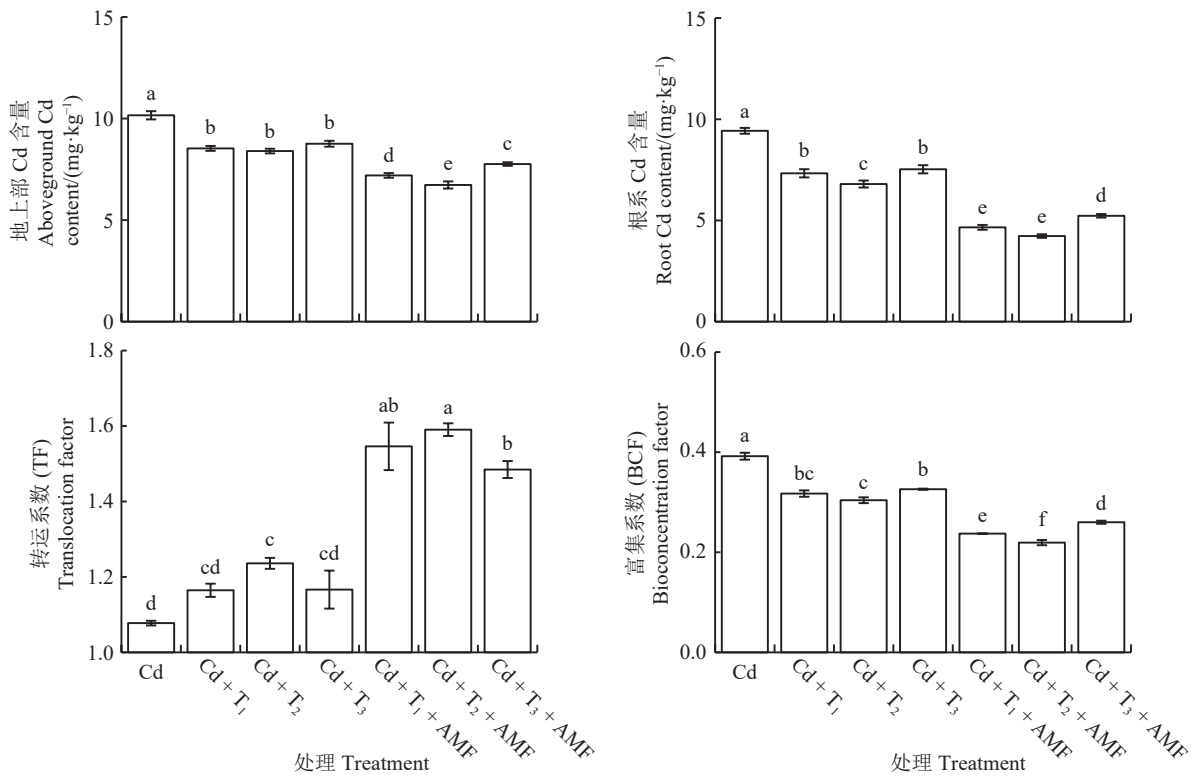 地上部 Cd 含量
Aboveground Cd
content/(mg·kg⁻¹)
15
10
5
0
a
b
b
b
d
e
c
根系 Cd 含量
Root Cd content/(mg·kg⁻¹)
15
10
5
0
a
b
c
b
e
e
d
转运系数 (TF)
Translocation factor
1.8
1.6
1.4
1.2
1.0
d
cd
c
cd
ab
a
b
Cd
Cd + T₁
Cd + T₂
Cd + T₃
Cd + T₁ + AMF
Cd + T₂ + AMF
Cd + T₃ + AMF
处理 Treatment
富集系数 (BCF)
Bioconcentration factor
0.6
0.4
0.2
0.0
a
bc
c
b
e
f
d
Cd
Cd + T₁
Cd + T₂
Cd + T₃
Cd + T₁ + AMF
Cd + T₂ + AMF
Cd + T₃ + AMF
处理 Treatment